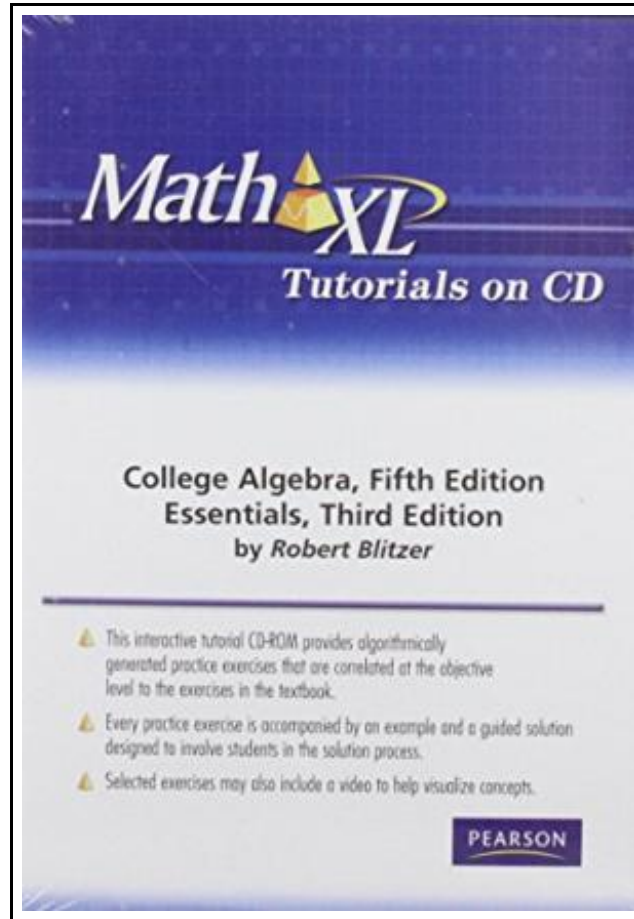 Math XL
Tutorials on CD
College Algebra, Fifth Edition
Essentials, Third Edition
by Robert Blitzer
This interactive tutorial CD-ROM provides algorithmically
generated practice exercises that are correlated at the objective
level to the exercises in the textbook.
Every practice exercise is accompanied by an example and a guided solution
designed to involve students in the solution process.
Selected exercises may also include a video to help visualize concepts.
PEARSON